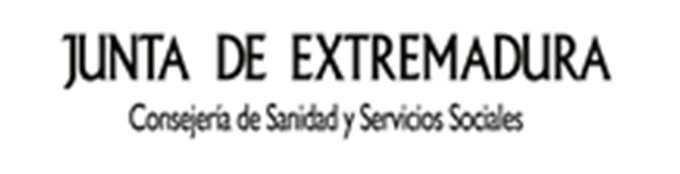 JUNTA DE EXTREMADURA
Consejería de Sanidad y Servicios Sociales